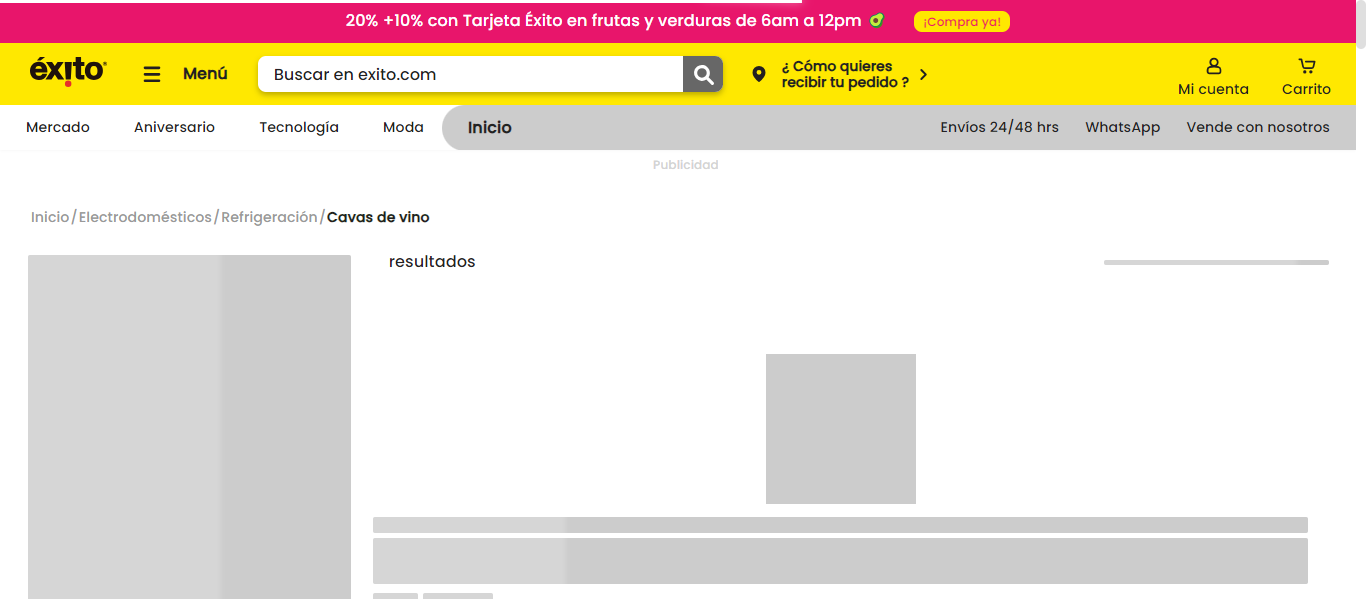 20% +10% con Tarjeta Éxito en frutas y verduras de 6am a 12pm
¡Compra ya!
éxito
Menú
Buscar en exito.com
¿ Cómo quieres
recibir tu pedido ?
Mi cuenta
Carrito
Mercado
Aniversario
Tecnología
Moda
Inicio
Envíos 24/48 hrs
WhatsApp
Vende con nosotros
Publicidad
Inicio/Electrodomésticos/Refrigeración/Cavas de vino
resultados